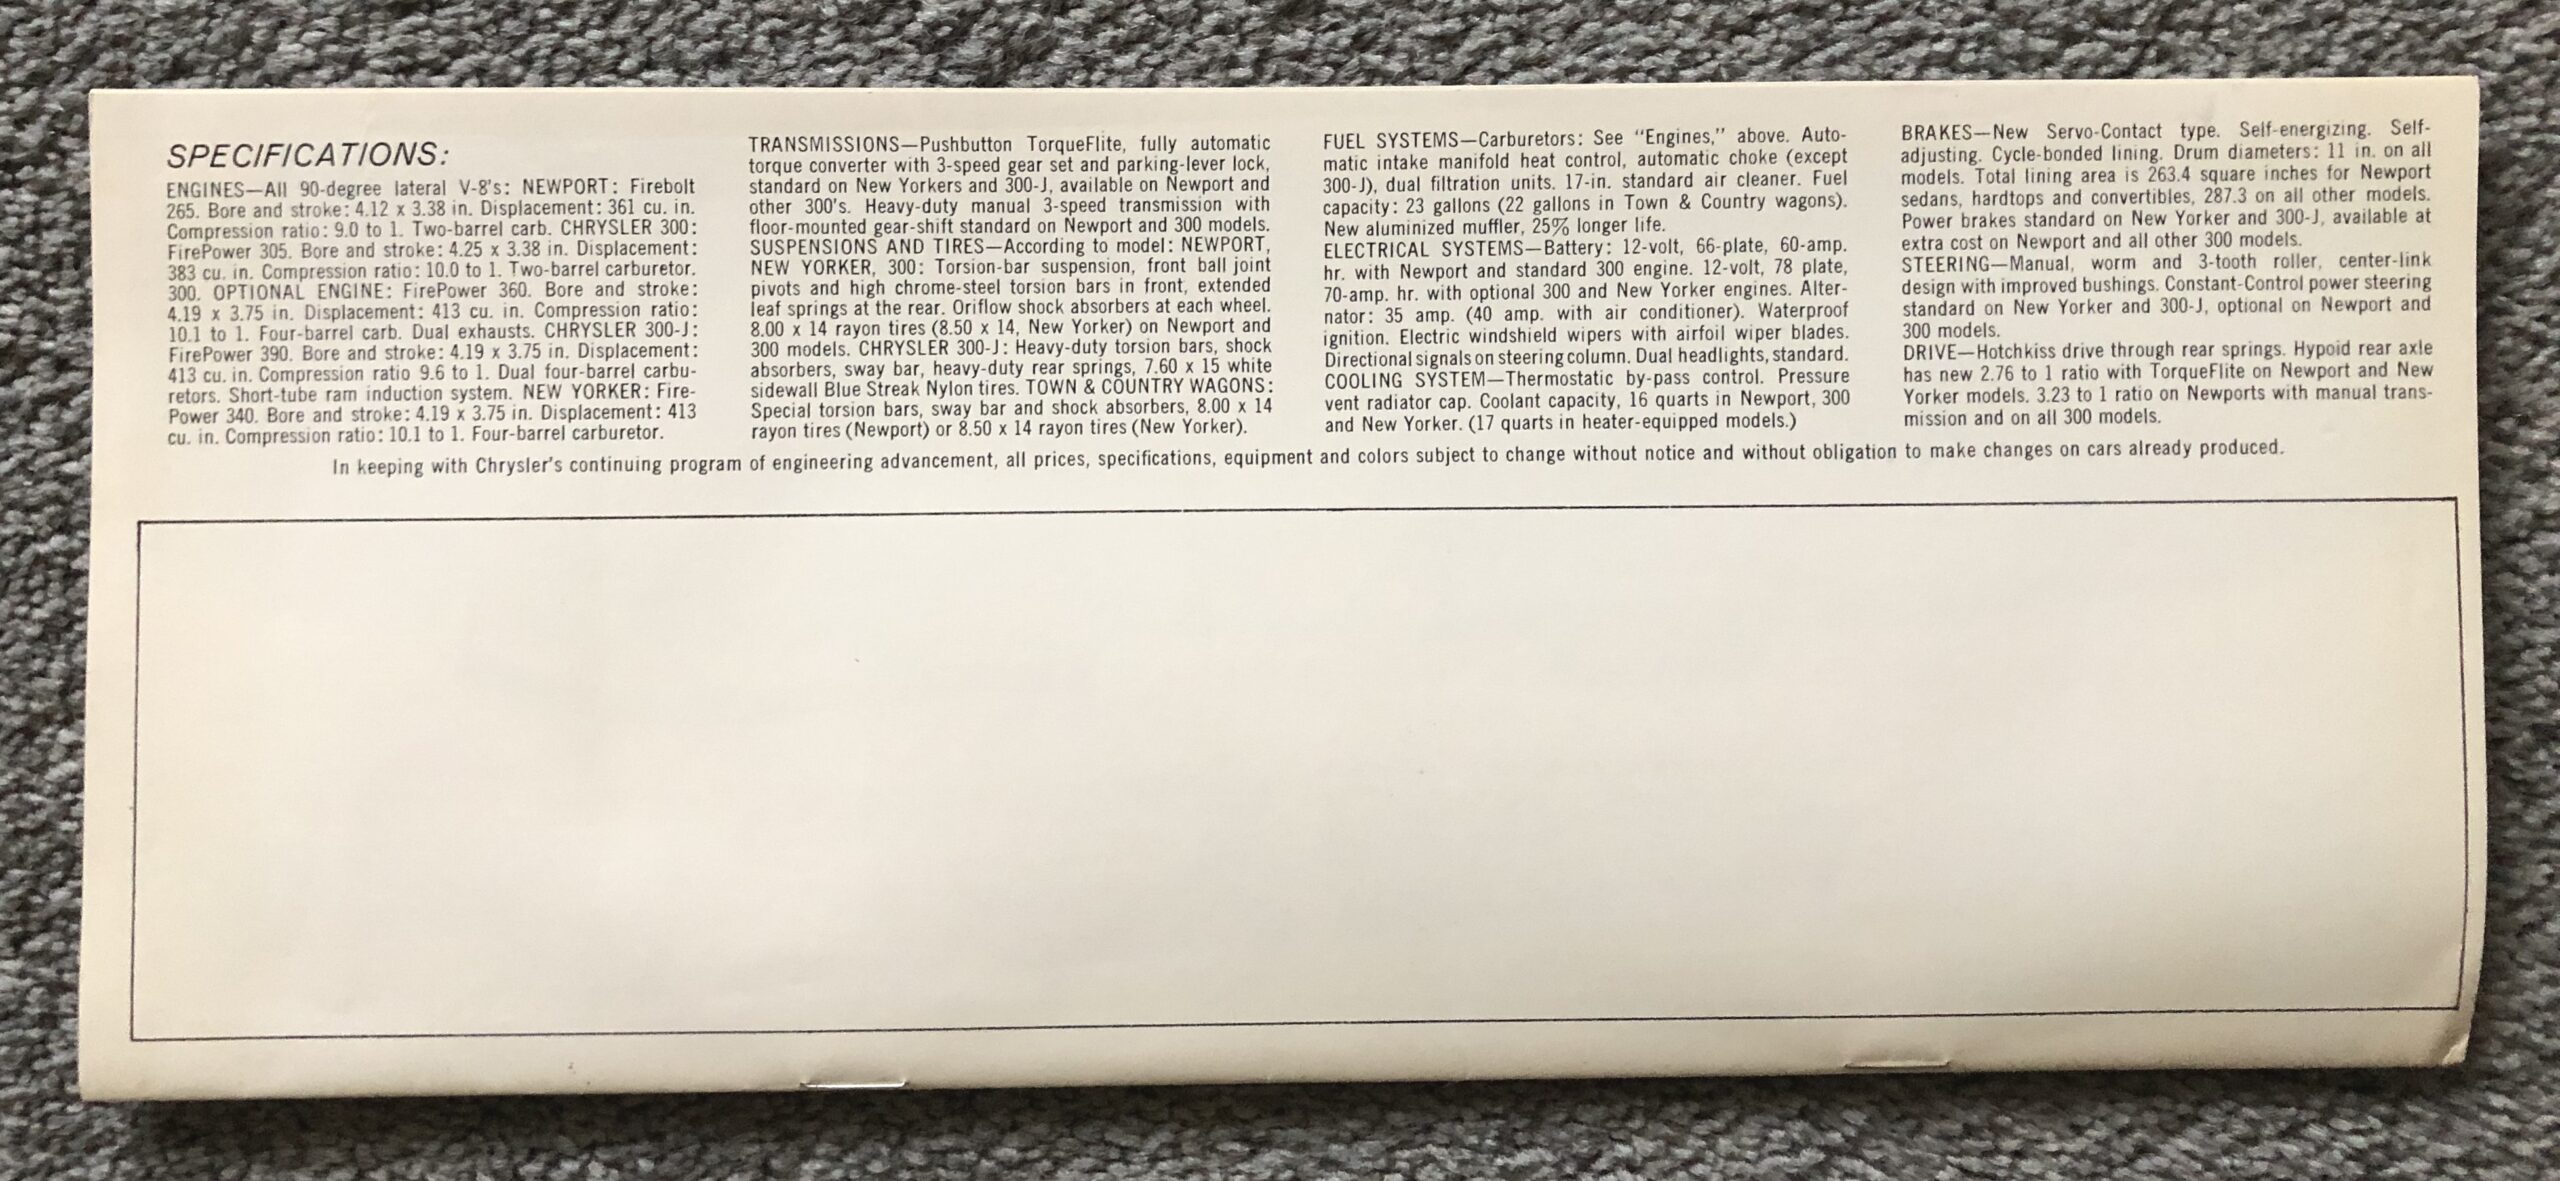 SPECIFICATIONS:
ENGINES—All 90-degree lateral V-8's: NEWPORT: Firebolt
265. Bore and stroke: 4.12 x 3.38 in. Displacement: 361 cu. in.
Compression ratio: 9.0 to 1. Two-barrel carb. CHRYSLER 300:
FirePower 305. Bore and stroke: 4.25 x 3.38 in. Displacement:
383 cu. in. Compression ratio: 10.0 to 1. Two-barrel carburetor.
300. OPTIONAL ENGINE: FirePower 360. Bore and stroke:
4.19 x 3.75 in. Displacement: 413 cu. in. Compression ratio:
10.1 to 1. Four-barrel carb. Dual exhausts. CHRYSLER 300-J:
FirePower 390. Bore and stroke: 4.19 x 3.75 in. Displacement:
413 cu. in. Compression ratio 9.6 to 1. Dual four-barrel carbu-
retors. Short-tube ram induction system. NEW YORKER: Fire-
Power 340. Bore and stroke: 4.19 x 3.75 in. Displacement: 413
cu. in. Compression ratio: 10.1 to 1. Four-barrel carburetor.
TRANSMISSIONS—Pushbutton TorqueFlite, fully automatic
torque converter with 3-speed gear set and parking-lever lock,
standard on New Yorkers and 300-J, available on Newport and
other 300's. Heavy-duty manual 3-speed transmission with
floor-mounted gear-shift standard on Newport and 300 models.
SUSPENSIONS AND TIRES—According to model: NEWPORT,
NEW YORKER, 300: Torsion-bar suspension, front ball joint
pivots and high chrome-steel torsion bars in front, extended
leaf springs at the rear. Oriflow shock absorbers at each wheel.
8.00 x 14 rayon tires (8.50 x 14, New Yorker) on Newport and
300 models. CHRYSLER 300-J: Heavy-duty torsion bars, shock
absorbers, sway bar, heavy-duty rear springs, 7.60 x 15 white
sidewall Blue Streak Nylon tires. TOWN & COUNTRY WAGONS:
Special torsion bars, sway bar and shock absorbers, 8.00 x 14
rayon tires (Newport) or 8.50 x 14 rayon tires (New Yorker).
FUEL SYSTEMS—Carburetors: See “Engines,” above. Auto-
matic intake manifold heat control, automatic choke (except
300-J), dual filtration units. 17-in. standard air cleaner. Fuel
capacity: 23 gallons (22 gallons in Town & Country wagons).
New aluminized muffler, 25% longer life.
ELECTRICAL SYSTEMS—Battery: 12-volt, 66-plate, 60-amp.
hr. with Newport and standard 300 engine. 12-volt, 78 plate,
70-amp. hr. with optional 300 and New Yorker engines. Alter-
nator: 35 amp. (40 amp. with air conditioner). Waterproof
ignition. Electric windshield wipers with airfoil wiper blades.
Directional signals on steering column. Dual headlights, standard.
COOLING SYSTEM—Thermostatic by-pass control. Pressure
vent radiator cap. Coolant capacity, 16 quarts in Newport, 300
and New Yorker. (17 quarts in heater-equipped models.)
BRAKES—New Servo-Contact type. Self-energizing. Self-
adjusting. Cycle-bonded lining. Drum diameters: 11 in. on all
models. Total lining area is 263.4 square inches for Newport
sedans, hardtops and convertibles, 287.3 on all other models.
Power brakes standard on New Yorker and 300-J, available at
extra cost on Newport and all other 300 models.
STEERING—Manual, worm and 3-tooth roller, center-link
design with improved bushings. Constant-Control power steering
standard on New Yorker and 300-J, optional on Newport and
300 models.
DRIVE—Hotchkiss drive through rear springs. Hypoid rear axle
has new 2.76 to 1 ratio with TorqueFlite on Newport and New
Yorker models. 3.23 to 1 ratio on Newports with manual trans-
mission and on all 300 models.
In keeping with Chrysler's continuing program of engineering advancement, all prices, specifications, equipment and colors subject to change without notice and without obligation to make changes on cars already produced.